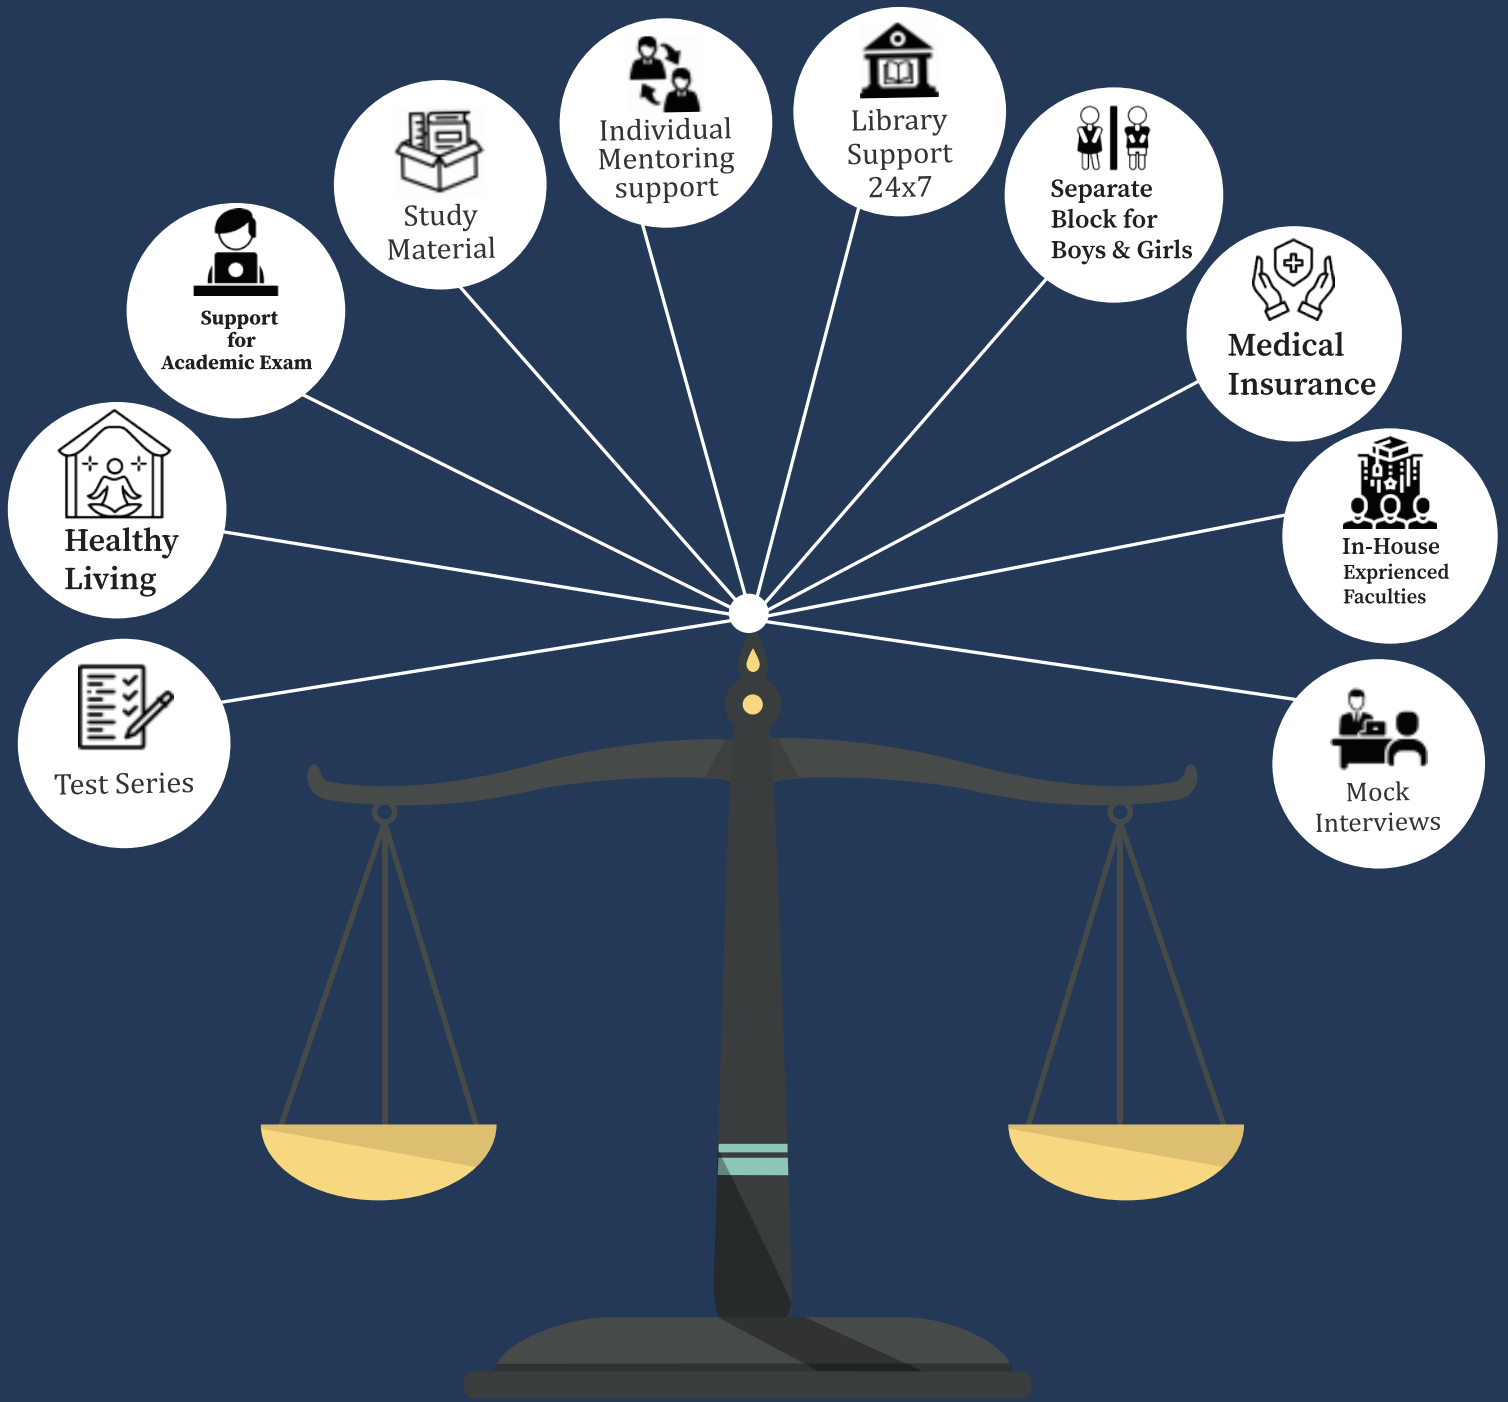 Test Series
Healthy
Living
Support
for
Academic Exam
Study
Material
Individual
Mentoring
support
Library
Support
24x7
Separate
Block for
Boys & Girls
Medical
Insurance
In-House
Exprienced
Faculties
Mock
Interviews